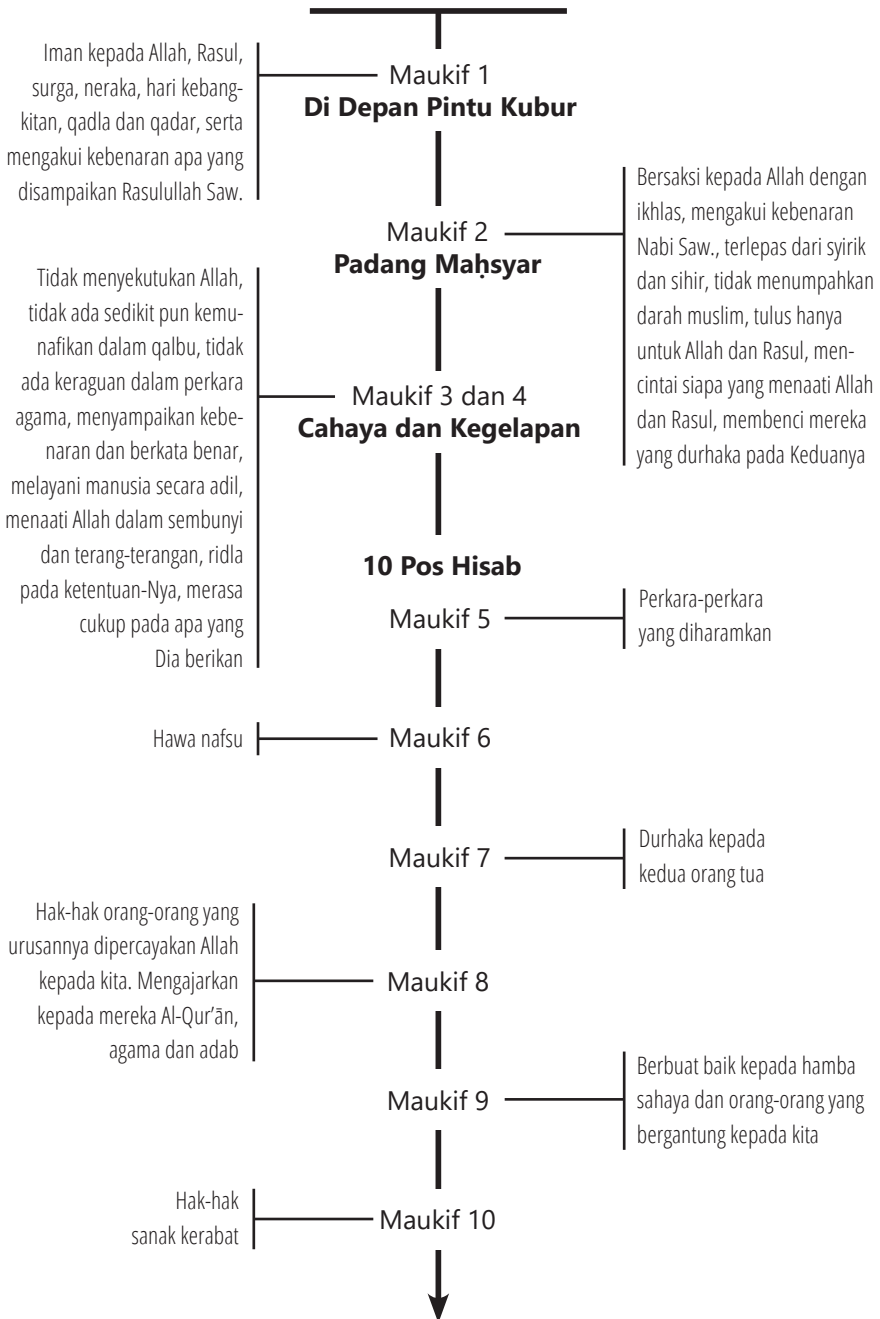 Iman kepada Allah, Rasul,
surga, neraka, hari kebang-
kitan, qadla dan qadar, serta
mengakui kebenaran apa yang
disampaikan Rasulullah Saw.
Maukif 1
Di Depan Pintu Kubur
Maukif 2
Padang Maḥsyar
Bersaksi kepada Allah dengan
ikhlas, mengakui kebenaran
Nabi Saw., terlepas dari syirik
dan sihir, tidak menumpahkan
darah muslim, tulus hanya
untuk Allah dan Rasul, men-
cintai siapa yang menaati Allah
dan Rasul, membenci mereka
yang durhaka pada Keduanya
Tidak menyekutukan Allah,
tidak ada sedikit pun kemu-
nafikan dalam qalbu, tidak
ada keraguan dalam perkara
agama, menyampaikan kebe-
naran dan berkata benar,
melayani manusia secara adil,
menaati Allah dalam sembunyi
dan terang-terangan, ridla
pada ketentuan-Nya, merasa
cukup pada apa yang
Dia berikan
Maukif 3 dan 4
Cahaya dan Kegelapan
10 Pos Hisab
Maukif 5
Perkara-perkara
yang diharamkan
Hawa nafsu
Maukif 6
Maukif 7
Durhaka kepada
kedua orang tua
Hak-hak orang-orang yang
urusannya dipercayakan Allah
kepada kita. Mengajarkan
kepada mereka Al-Qur’ān,
agama dan adab
Maukif 8
Maukif 9
Berbuat baik kepada hamba
sahaya dan orang-orang yang
bergantung kepada kita
Hak-hak
sanak kerabat
Maukif 10